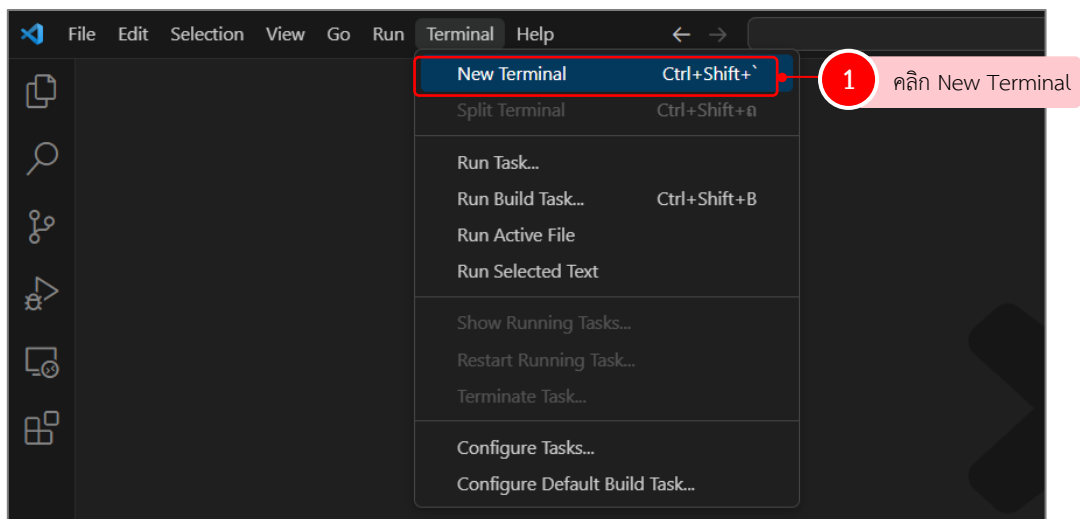 File Edit Selection View Go Run Terminal Help
New Terminal Ctrl+Shift+`
1 คลิก New Terminal
Split Terminal Ctrl+Shift+ถ
Run Task...
Run Build Task... Ctrl+Shift+B
Run Active File
Run Selected Text
Show Running Tasks...
Restart Running Task...
Terminate Task...
Configure Tasks...
Configure Default Build Task...